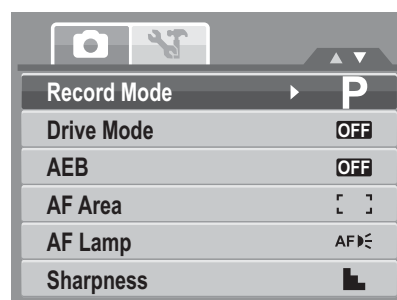 Record Mode P
Drive Mode OFF
AEB OFF
AF Area
AF Lamp AF
Sharpness